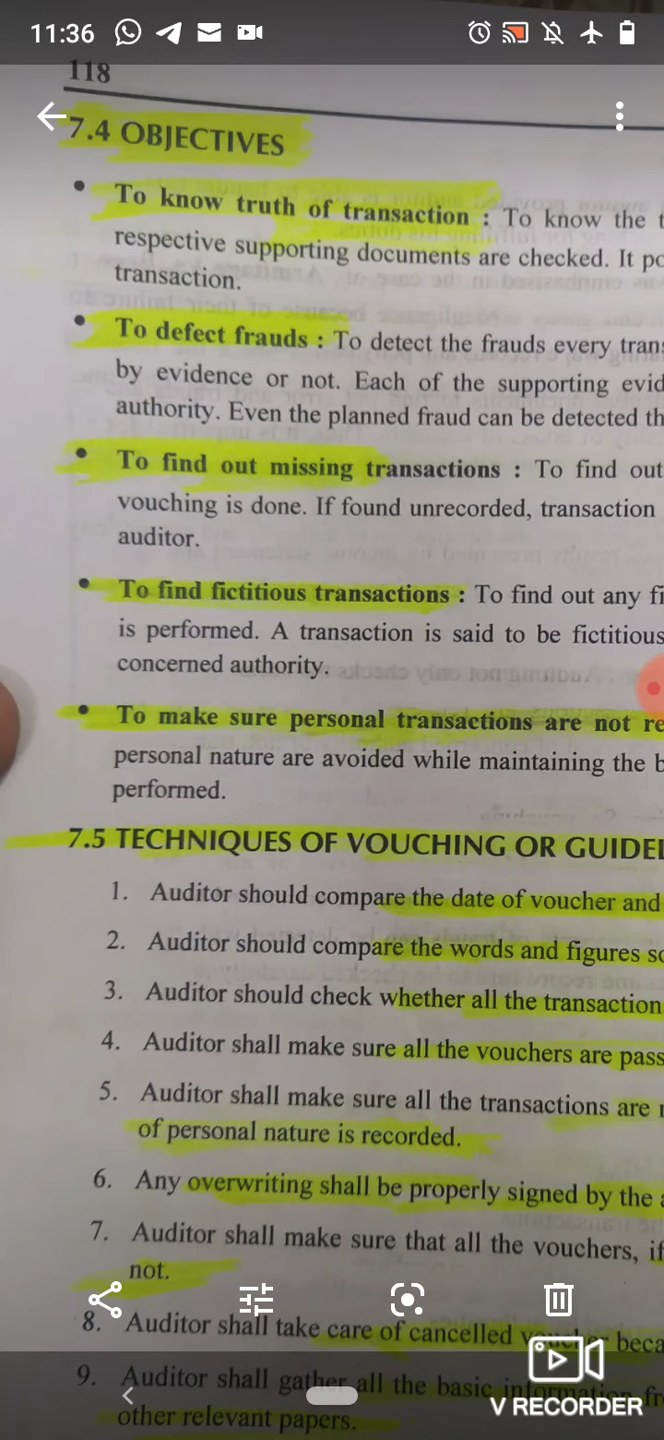 11:36
118
7.4 OBJECTIVES
• To know truth of transaction : To know the
respective supporting documents are checked. It
transaction.
• To defect frauds : To detect the frauds every
by evidence or not. Each of the supporting
authority. Even the planned fraud can be detected
• To find out missing transactions : To find out
vouching is done. If found unrecorded, transaction
auditor.
• To find fictitious transactions : To find out any
is performed. A transaction is said to be fictitious
concerned authority.
• To make sure personal transactions are not
personal nature are avoided while maintaining the
performed.
7.5 TECHNIQUES OF VOUCHING OR
1. Auditor should compare the date of voucher and
2. Auditor should compare the words and figures
3. Auditor should check whether all the transaction
4. Auditor shall make sure all the vouchers are
5. Auditor shall make sure all the transactions are
of personal nature is recorded.
6. Any overwriting shall be properly signed by the
7. Auditor shall make sure that all the vouchers, if
not.
8. Auditor shall take care of cancelled
9. Auditor shall gather all the basic information
other relevant papers.
V RECORDER